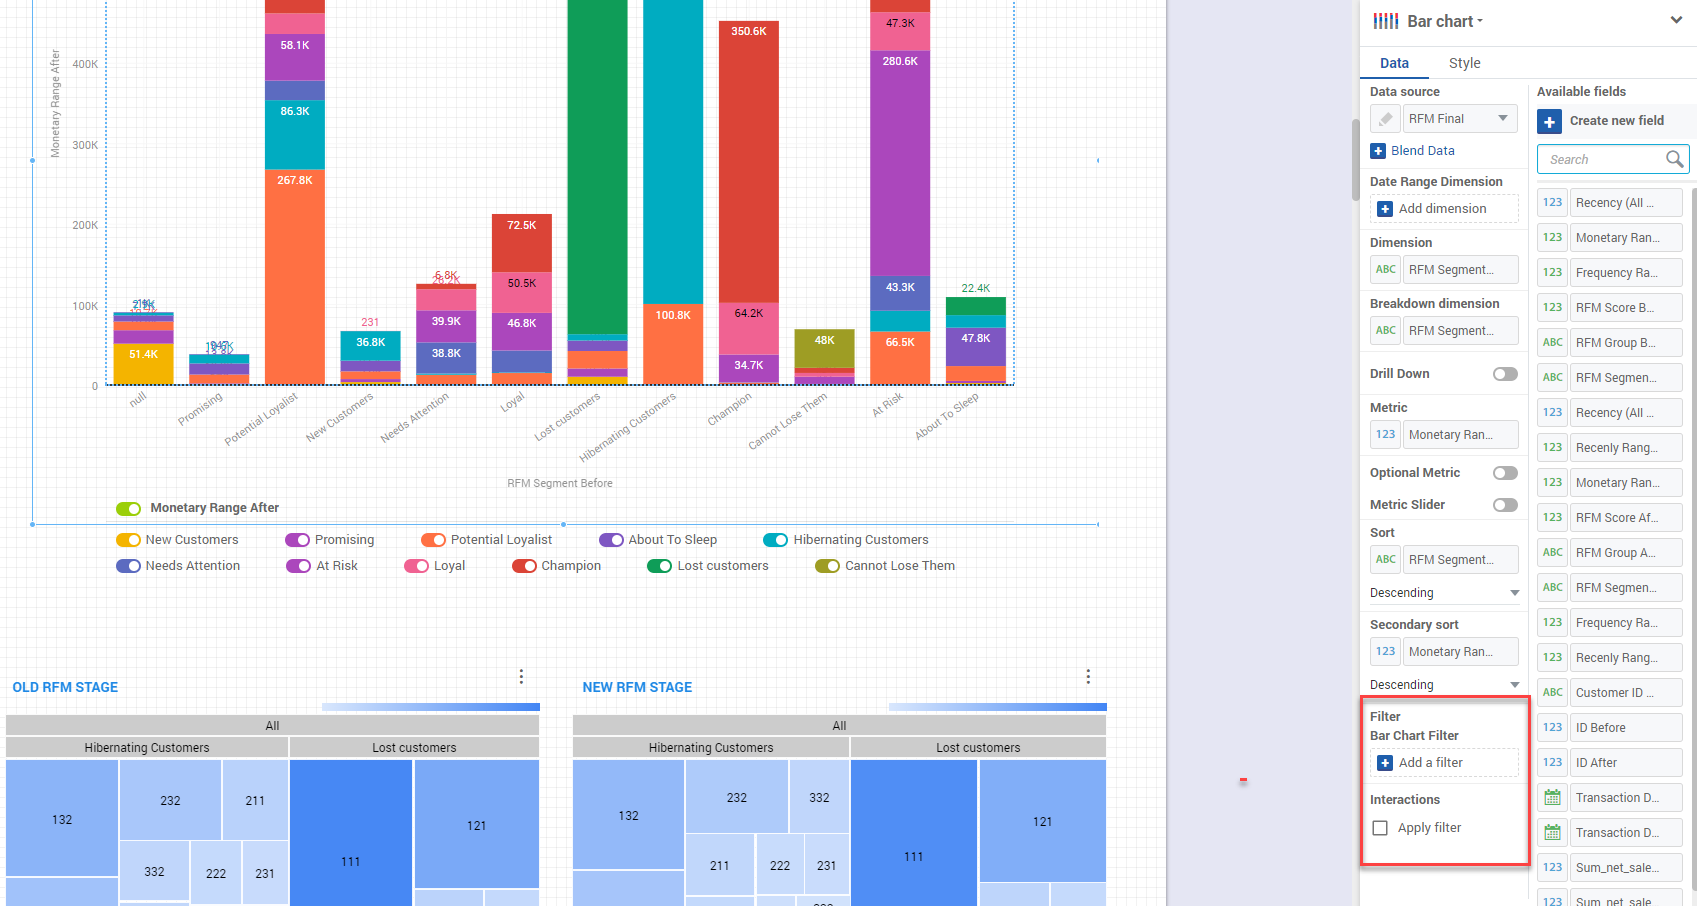 Monetary Range After
400K
300K
200K
100K
0
51.4K
267.8K
86.3K
58.1K
231
36.8K
6.8K
26.2K
39.9K
46.8K
38.8K
72.5K
50.5K
100.8K
350.6K
64.2K
34.7K
48K
47.3K
280.6K
43.3K
66.5K
22.4K
47.8K
null
Promising
Potential Loyalist
New Customers
Needs Attention
Loyal
Lost customers
Hibernating Customers
Champion
Cannot Lose Them
At Risk
About To Sleep
RFM Segment Before
Monetary Range After
New Customers
Promising
Potential Loyalist
About To Sleep
Hibernating Customers
Needs Attention
At Risk
Loyal
Champion
Lost customers
Cannot Lose Them
OLD RFM STAGE
All
Hibernating Customers
Lost customers
132
232
211
332
222
231
111
121
NEW RFM STAGE
All
Hibernating Customers
Lost customers
132
232
332
211
222
231
111
121
Bar chart
Data
Style
Data source
RFM Final
Blend Data
Date Range Dimension
Add dimension
Dimension
ABC RFM Segment...
Breakdown dimension
ABC RFM Segment...
Drill Down
Metric
123 Monetary Ran...
Optional Metric
Metric Slider
Sort
ABC RFM Segment...
Descending
Secondary sort
123 Monetary Ran...
Descending
Filter
Bar Chart Filter
Add a filter
Interactions
Apply filter
Available fields
Create new field
Search
123 Recency (All ...
123 Monetary Ran...
123 Frequency Ra...
123 RFM Score B...
ABC RFM Group B...
ABC RFM Segmen...
123 Recency (All ...
123 Recenly Rang...
123 Monetary Ran...
123 RFM Score Af...
ABC RFM Group A...
ABC RFM Segmen...
123 Frequency Ra...
123 Recenly Rang...
ABC Customer ID ...
123 ID Before
123 ID After
Transaction D...
Transaction D...
123 Sum_net_sale...
123 Sum_net_sale